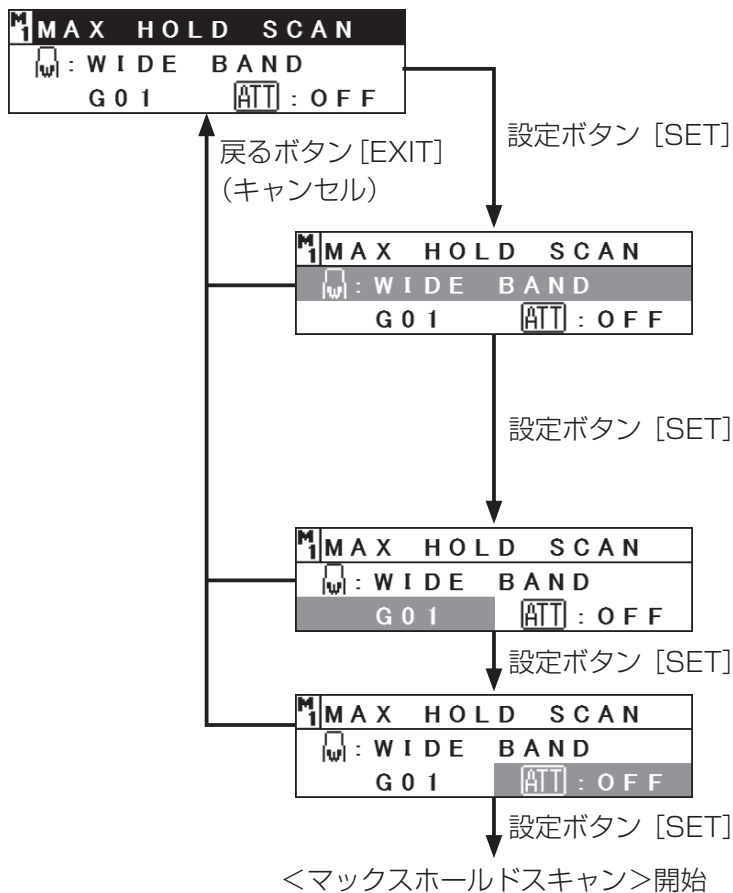 M1 MAX HOLD SCAN
W : WIDE BAND
G01 ATT : OFF
設定ボタン [SET]
戻るボタン [EXIT]
(キャンセル)
M1 MAX HOLD SCAN
W : WIDE BAND
G01 ATT : OFF
設定ボタン [SET]
M1 MAX HOLD SCAN
W : WIDE BAND
G01 ATT : OFF
設定ボタン [SET]
M1 MAX HOLD SCAN
W : WIDE BAND
G01 ATT : OFF
設定ボタン [SET]
<マックスホールドスキャン>開始